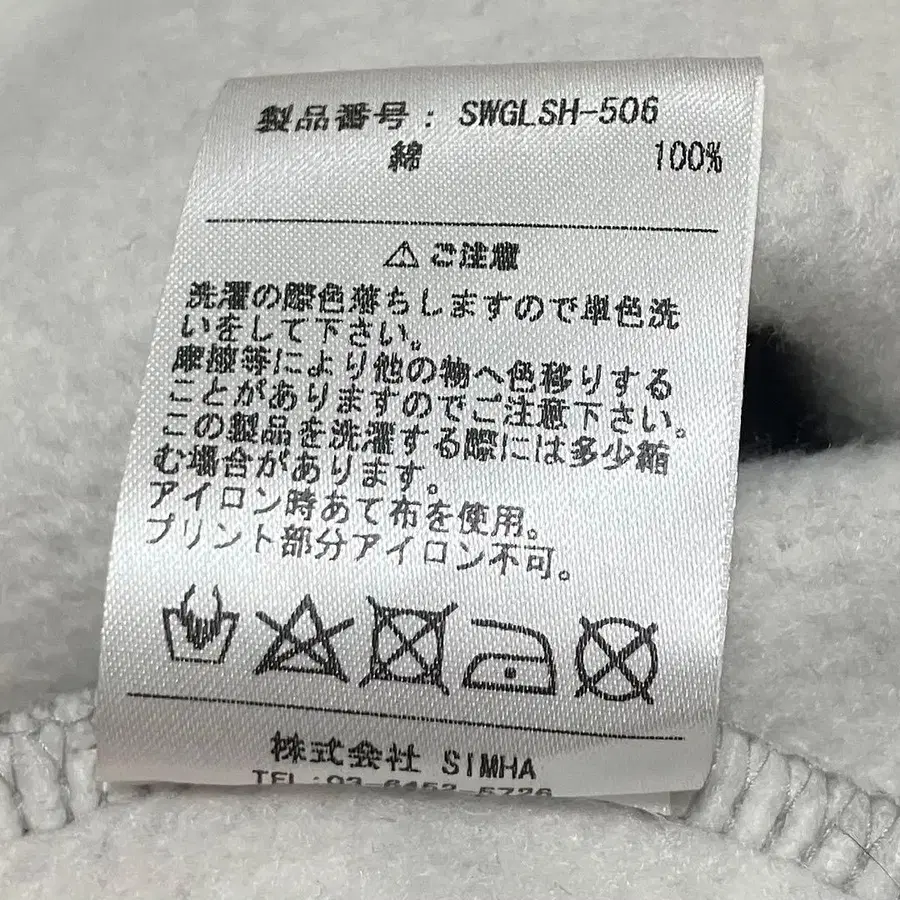 製品番号: SWGLSH-506
綿 100%
⚠ご注意
洗濯の際色落ちしますので単色洗
いをして下さい。
摩擦等により他の物へ色移りする
ことがありますのでご注意下さい。
この製品を洗濯する際には多少縮
む場合があります。
アイロン時あて布を使用。
プリント部分アイロン不可。
株式会社 SIMHA
TEL:03-6452-5726